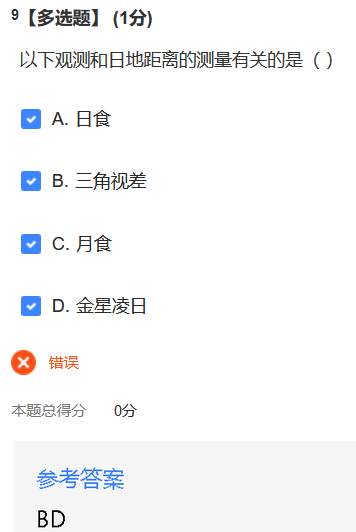 9【多选题】 (1分)
以下观测和日地距离的测量有关的是（ ）
A. 日食
B. 三角视差
C. 月食
D. 金星凌日
错误
本题总得分 0分
参考答案
BD